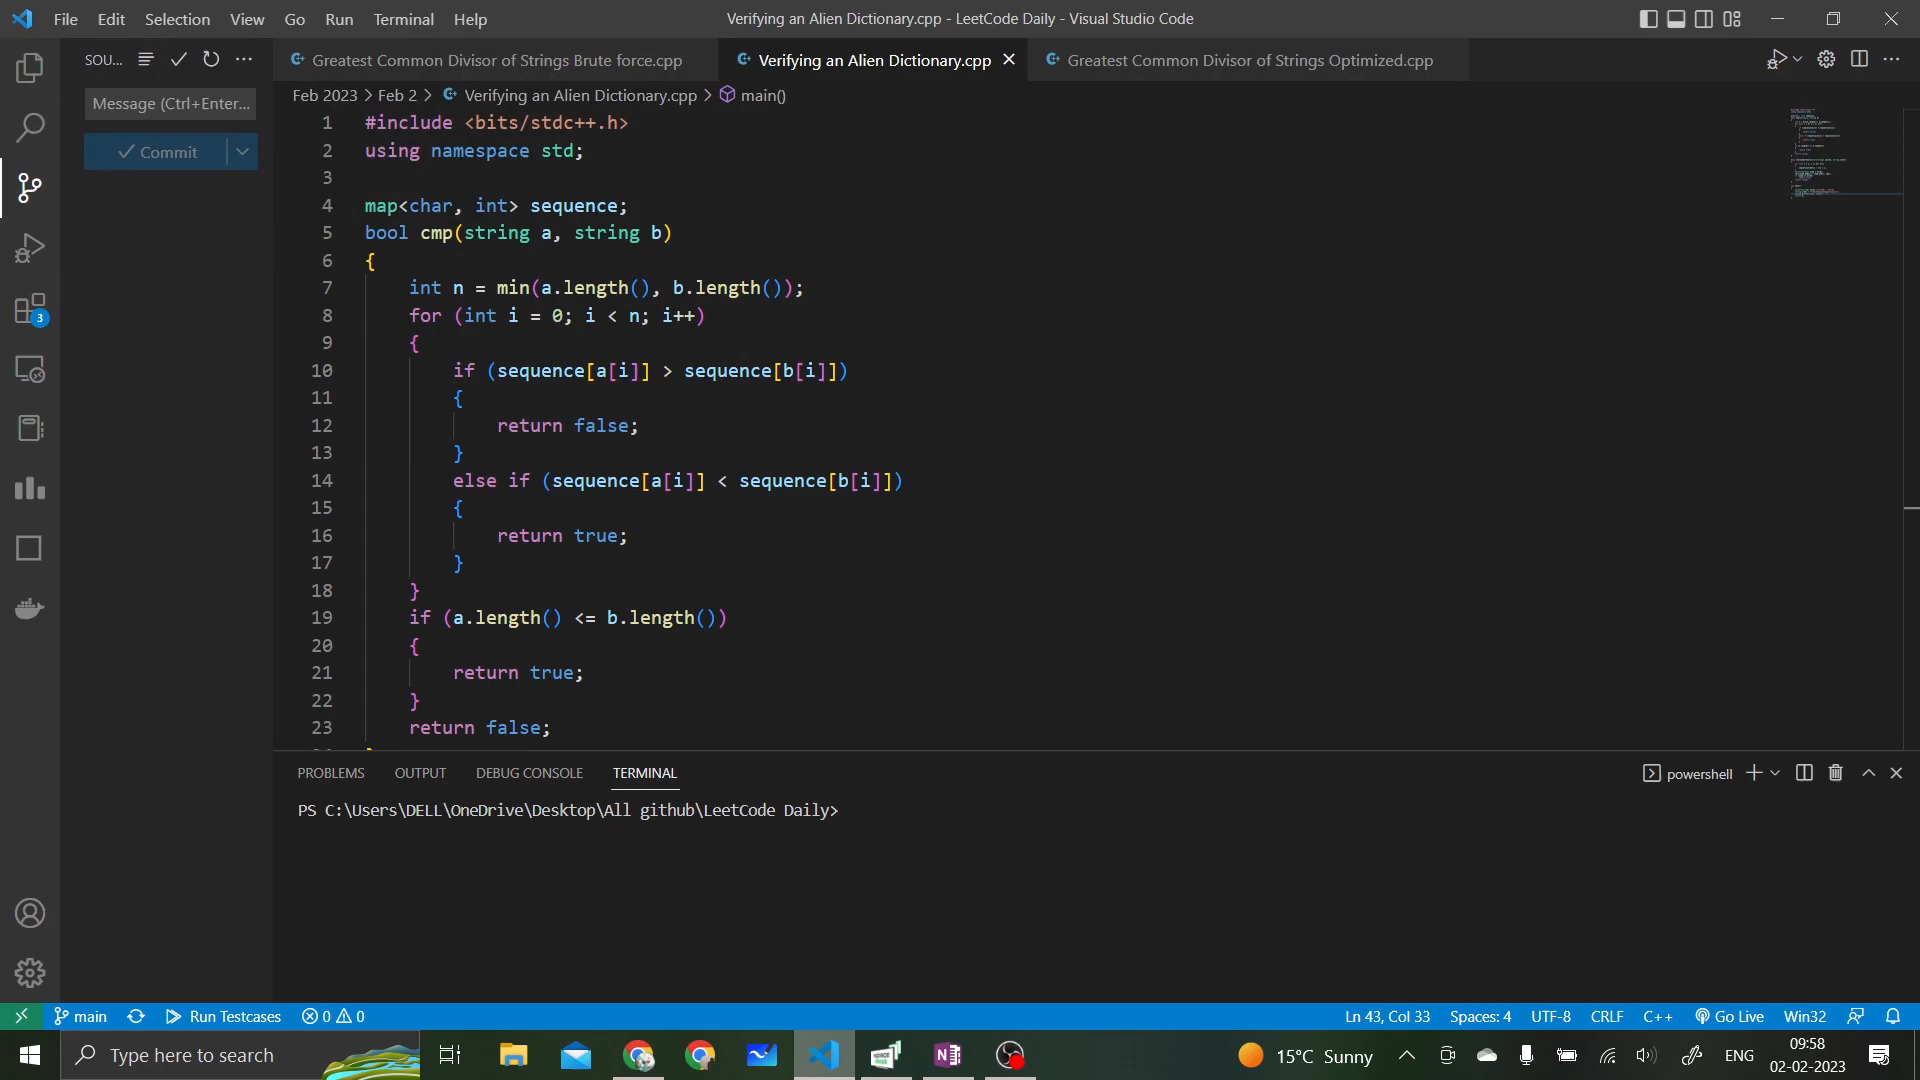 File Edit Selection View Go Run Terminal Help
Verifying an Alien Dictionary.cpp - LeetCode Daily - Visual Studio Code
SOU...
Greatest Common Divisor of Strings Brute force.cpp
Verifying an Alien Dictionary.cpp
Greatest Common Divisor of Strings Optimized.cpp
Message (Ctrl+Enter...
Commit
Feb 2023 > Feb 2 > Verifying an Alien Dictionary.cpp > main()
1 #include <bits/stdc++.h>
2 using namespace std;
3
4 map<char, int> sequence;
5 bool cmp(string a, string b)
6 {
7     int n = min(a.length(), b.length());
8     for (int i = 0; i < n; i++)
9     {
10         if (sequence[a[i]] > sequence[b[i]])
11         {
12             return false;
13         }
14         else if (sequence[a[i]] < sequence[b[i]])
15         {
16             return true;
17         }
18     }
19     if (a.length() <= b.length())
20     {
21         return true;
22     }
23     return false;
3
PROBLEMS OUTPUT DEBUG CONSOLE TERMINAL
powershell
PS C:\Users\DELL\OneDrive\Desktop\All github\LeetCode Daily>
main Run Testcases 0 0
Ln 43, Col 33 Spaces: 4 UTF-8 CRLF C++ Go Live Win32
Type here to search
15°C Sunny
ENG
09:58
02-02-2023